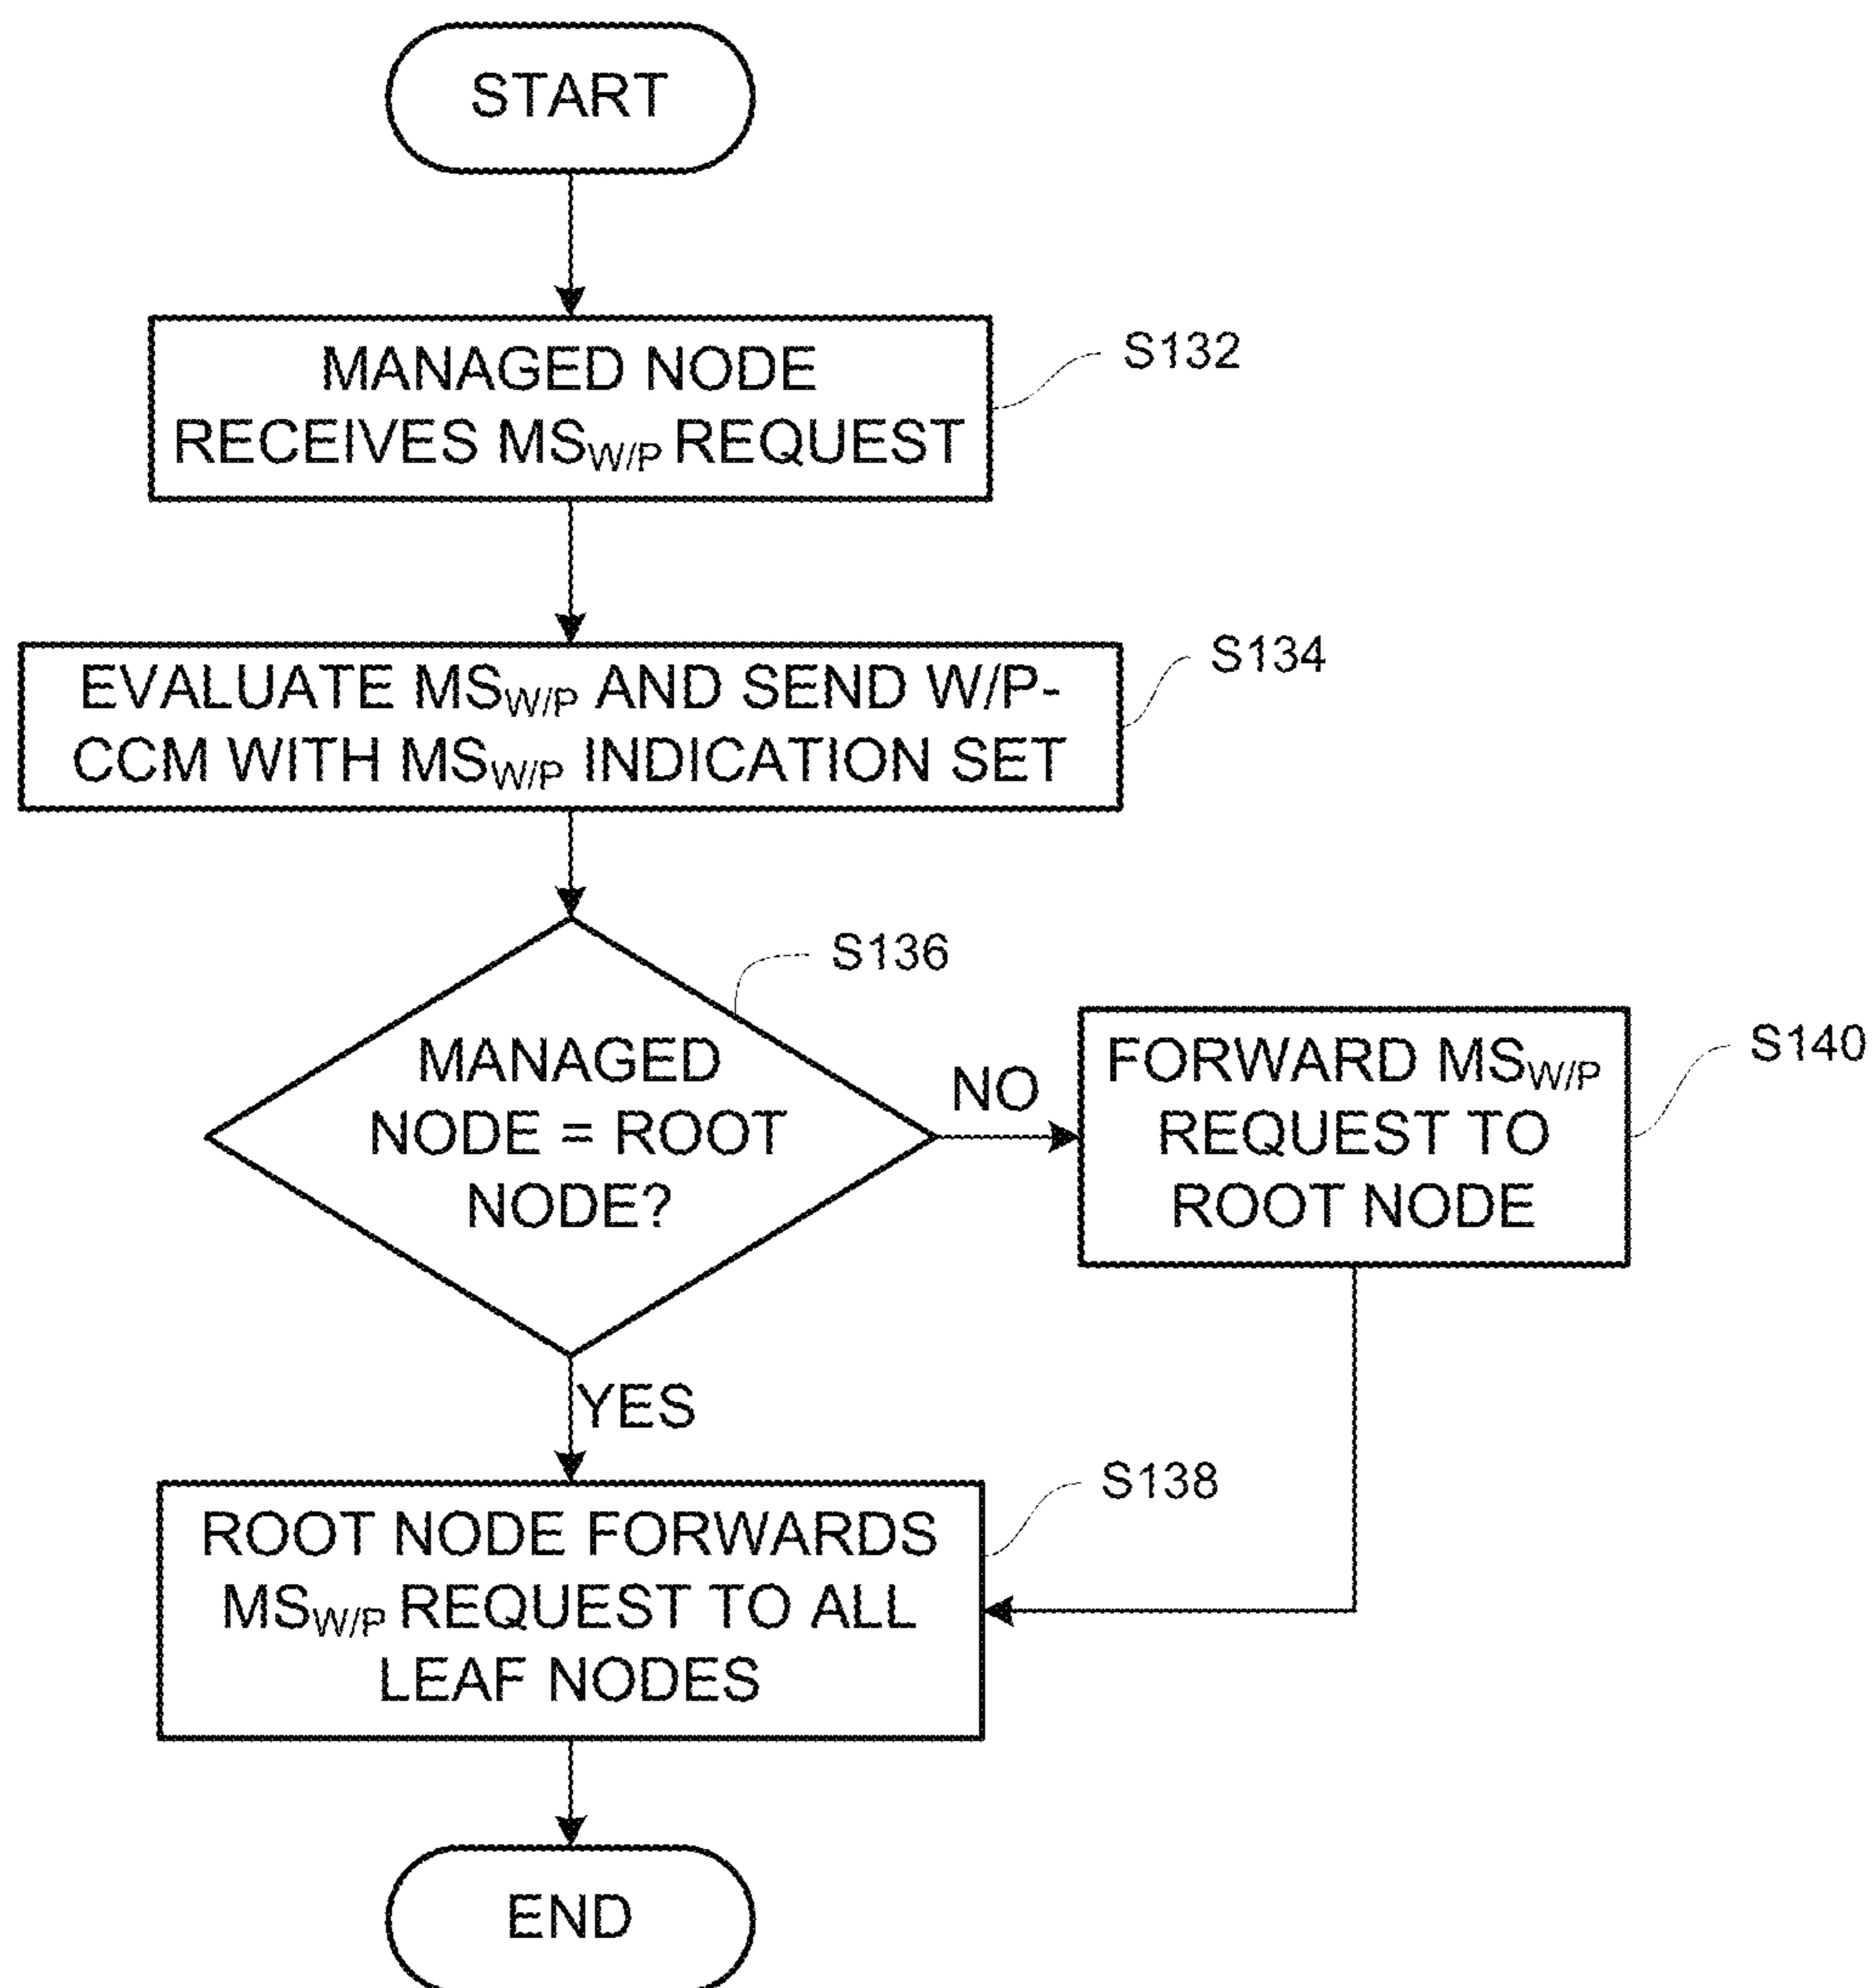 START
MANAGED NODE
RECEIVES MSW/P REQUEST
S132
EVALUATE MSW/P AND SEND W/P-
CCM WITH MSW/P INDICATION SET
S134
S136
MANAGED
NODE = ROOT
NODE?
NO
FORWARD MSW/P
REQUEST TO
ROOT NODE
S140
YES
ROOT NODE FORWARDS
MSW/P REQUEST TO ALL
LEAF NODES
S138
END